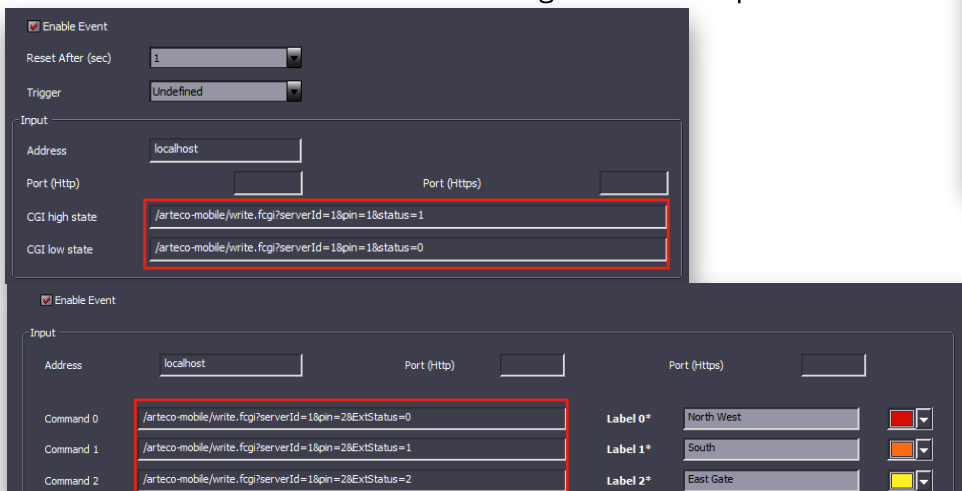 Enable Event
Reset After (sec) 1
Trigger Undefined
Input
Address localhost
Port (Http) Port (Https)
CGI high state /arteco-mobile/write.fcgi?serverId=1&pin=1&status=1
CGI low state /arteco-mobile/write.fcgi?serverId=1&pin=1&status=0
Enable Event
Input
Address localhost Port (Http) Port (Https)
Command 0 /arteco-mobile/write.fcgi?serverId=1&pin=2&ExtStatus=0 Label 0* North West
Command 1 /arteco-mobile/write.fcgi?serverId=1&pin=2&ExtStatus=1 Label 1* South
Command 2 /arteco-mobile/write.fcgi?serverId=1&pin=2&ExtStatus=2 Label 2* East Gate